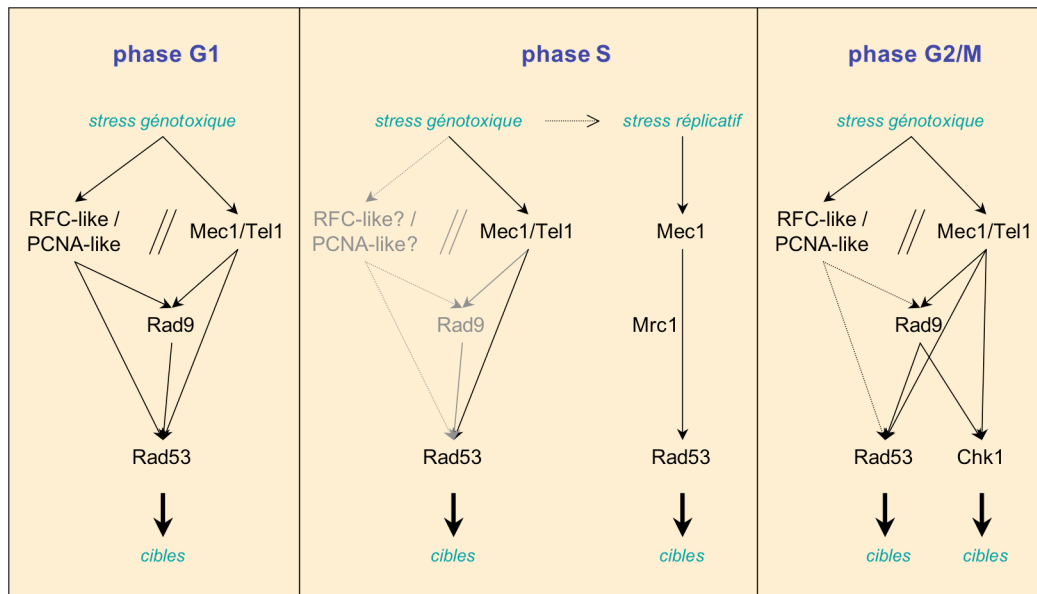 phase G1
stress génotoxique
RFC-like /
PCNA-like
Mec1/Tel1
Rad9
Rad53
cibles
phase S
stress génotoxique
stress réplicatif
RFC-like? /
PCNA-like?
Mec1/Tel1
Mec1
Rad9
Mrc1
Rad53
Rad53
cibles
cibles
phase G2/M
stress génotoxique
RFC-like /
PCNA-like
Mec1/Tel1
Rad9
Rad53
Chk1
cibles
cibles